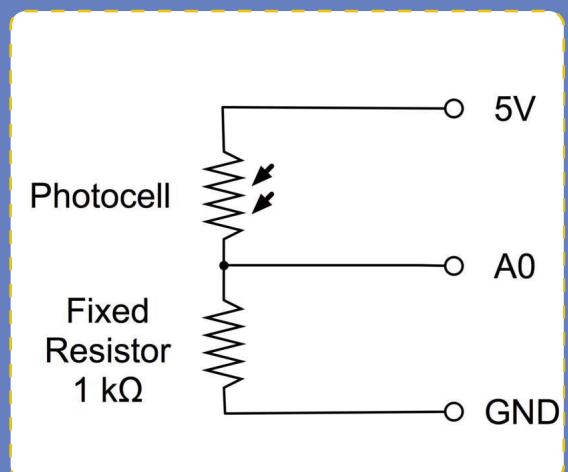 5V
Photocell
A0
Fixed
Resistor
1 kΩ
GND